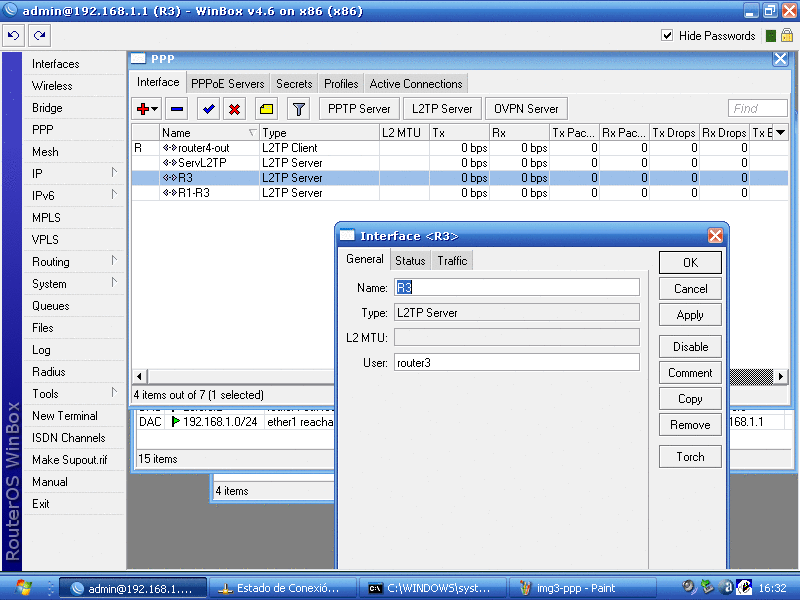 admin@192.168.1.1 (R3) - WinBox v4.6 on x86 (x86)
Hide Passwords
RouterOS WinBox
Interfaces
Wireless
Bridge
PPP
Mesh
IP
IPv6
MPLS
VPLS
Routing
System
Queues
Files
Log
Radius
Tools
New Terminal
ISDN Channels
Make Supout.rif
Manual
Exit
PPP
Interface PPPoE Servers Secrets Profiles Active Connections
PPTP Server L2TP Server OVPN Server Find
Name Type L2 MTU Tx Rx Tx Pac... Rx Pac... Tx Drops Rx Drops Tx E
R router4-out L2TP Client 0 bps 0 bps 0 0 0 0
ServL2TP L2TP Server 0 bps 0 bps 0 0 0 0
R3 L2TP Server 0 bps 0 bps 0 0 0 0
R1-R3 L2TP Server 0 bps 0 bps 0 0 0 0
4 items out of 7 (1 selected)
DAC 192.168.1.0/24 ether1 reacha 68.1.1
15 items
4 items
Interface <R3>
General Status Traffic
Name: R3
Type: L2TP Server
L2 MTU:
User: router3
OK
Cancel
Apply
Disable
Comment
Copy
Remove
Torch
admin@192.168.1.... Estado de Conexió... C:\WINDOWS\syst... img3-ppp - Paint 16:32